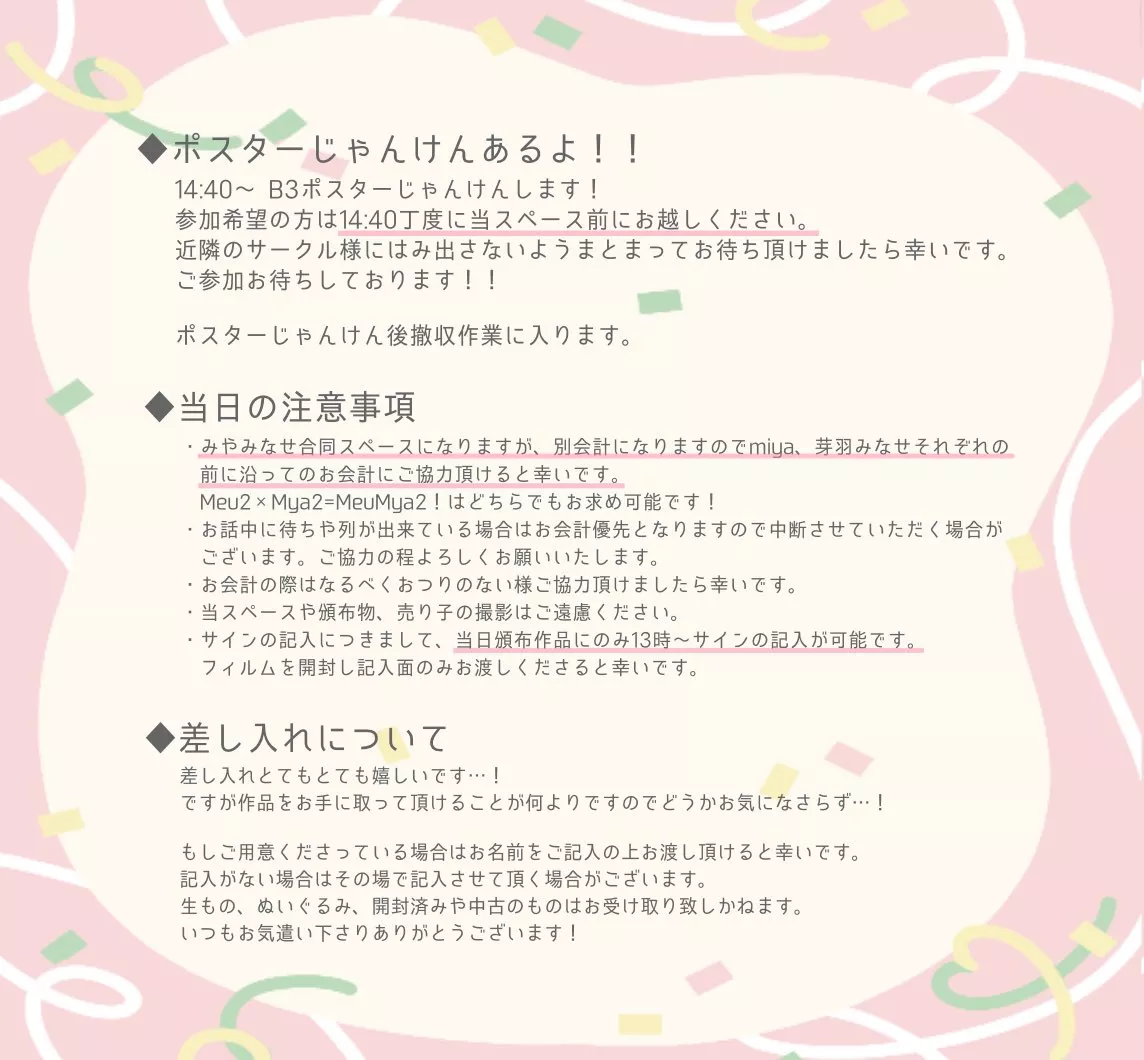 ◆ポスターじゃんけんあるよ！！
14:40～ B3ポスターじゃんけんします！
参加希望の方は14:40丁度に当スペース前にお越しください。
近隣のサークル様にはみ出さないようまとまってお待ち頂けましたら幸いです。
ご参加お待ちしております！！
ポスターじゃんけん後撤収作業に入ります。
◆当日の注意事項
・みやみなせ合同スペースになりますが、別会計になりますのでmiya、芽羽みなせそれぞれの
前に沿ってのお会計にご協力頂けると幸いです。
Meu2×Mya2=MeuMya2！はどちらでもお求め可能です！
・お話中に待ちや列が出来ている場合はお会計優先となりますので中断させていただく場合が
ございます。ご協力の程よろしくお願いいたします。
・お会計の際はなるべくおつりのない様ご協力頂けましたら幸いです。
・当スペースや頒布物、売り子の撮影はご遠慮ください。
・サインの記入につきまして、当日頒布作品にのみ13時～サインの記入が可能です。
フィルムを開封し記入面のみお渡しくださると幸いです。
◆差し入れについて
差し入れとてもとても嬉しいです…！
ですが作品をお手に取って頂けることが何よりですのでどうかお気になさらず…！
もしご用意くださっている場合はお名前をご記入の上お渡し頂けると幸いです。
記入がない場合はその場で記入させて頂く場合がございます。
生もの、ぬいぐるみ、開封済みや中古のものはお受け取り致しかねます。
いつもお気遣い下さりありがとうございます！